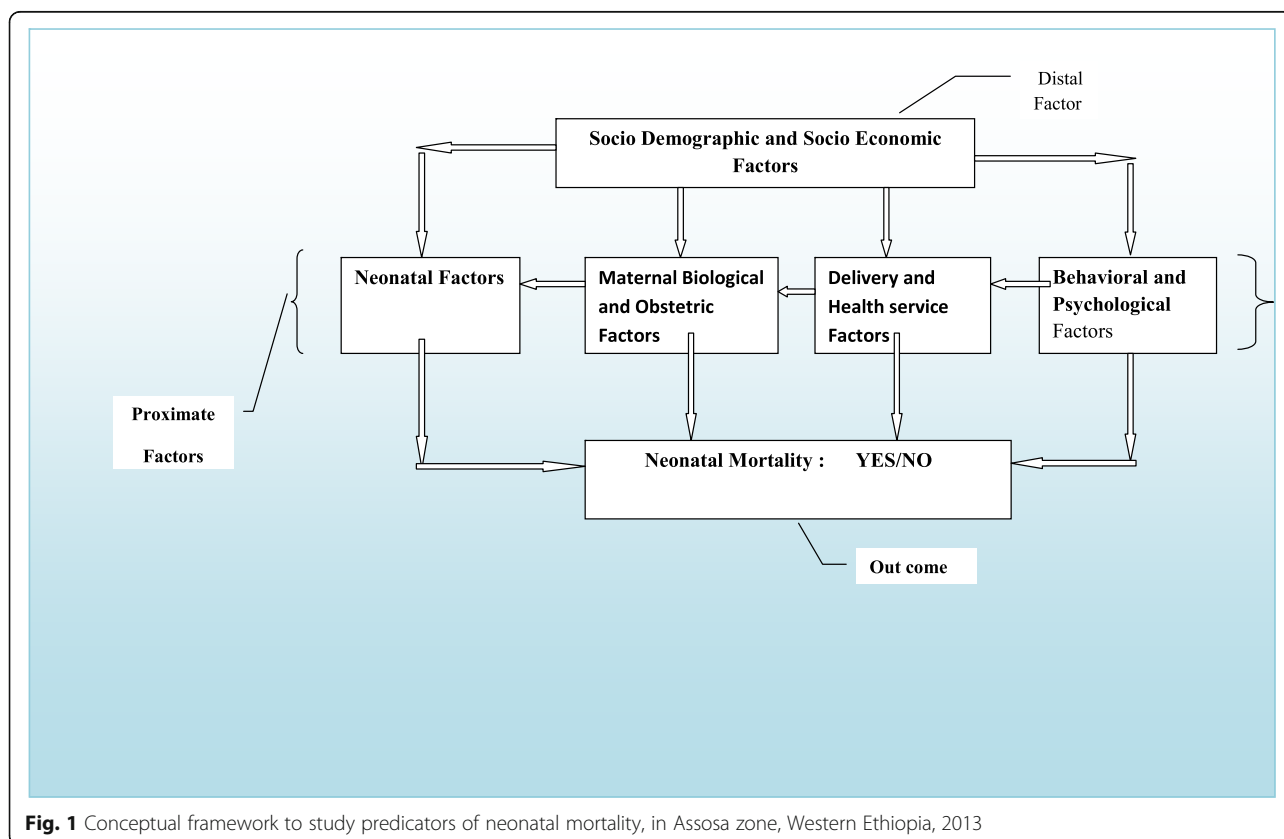 Distal
Factor
Socio Demographic and Socio Economic
Factors
Neonatal Factors
Maternal Biological
and Obstetric
Factors
Delivery and
Health service
Factors
Behavioral and
Psychological
Factors
Proximate
Factors
Neonatal Mortality : YES/NO
Out come
Fig. 1 Conceptual framework to study predicators of neonatal mortality, in Assosa zone, Western Ethiopia, 2013